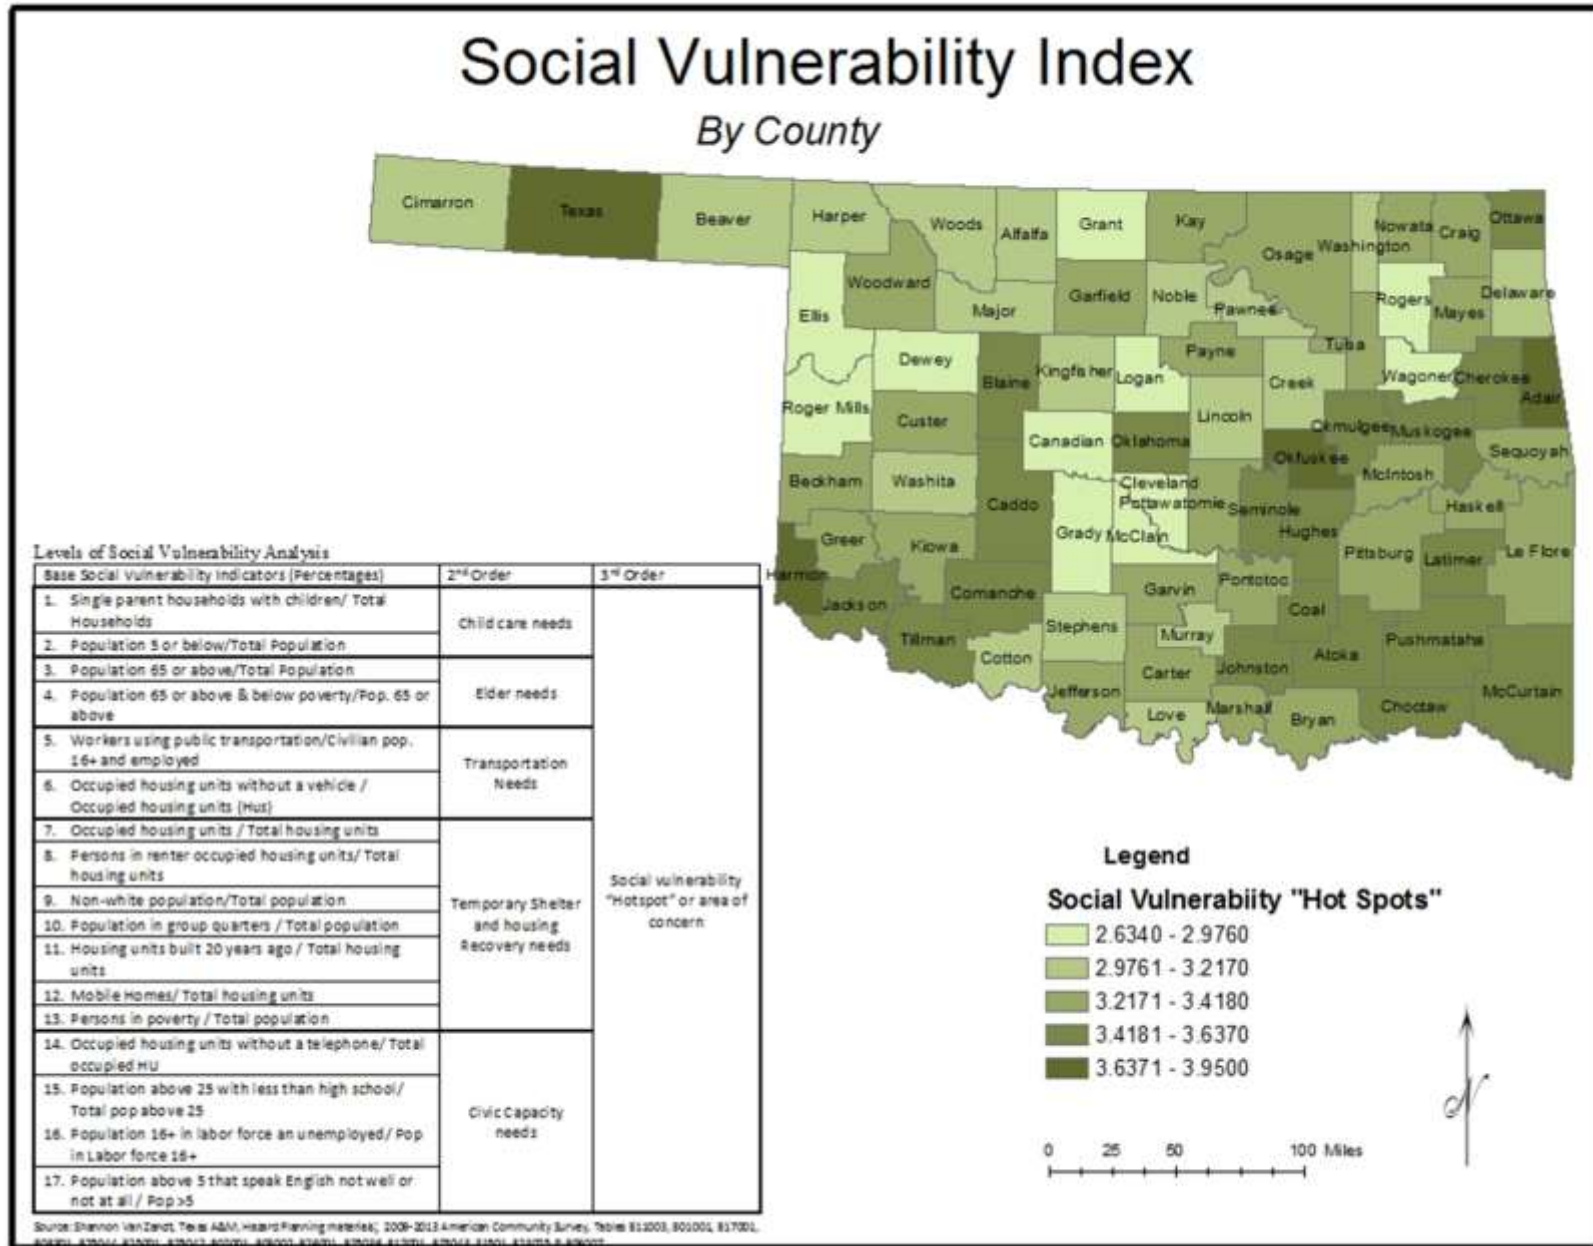 Social Vulnerability Index
By County
Cimarron
Texas
Beaver
Harper
Woods
Alfalfa
Grant
Kay
Osage
Washington
Nowata
Craig
Ottawa
Ellis
Woodward
Major
Garfield
Noble
Pawnee
Rogers
Mayes
Delaware
Dewey
Blaine
Kingfisher
Logan
Payne
Creek
Tulsa
Wagoner
Cherokee
Adair
Roger Mills
Custer
Canadian
Oklahoma
Lincoln
Okmulgee
Muskogee
Sequoyah
Beckham
Washita
Caddo
Cleveland
Pottawatomie
Seminole
Okfuskee
McIntosh
Haskell
Greer
Kiowa
Grady
McClain
Hughes
Pittsburg
Latimer
Le Flore
Harmon
Jackson
Comanche
Garvin
Pontotoc
Coal
Tillman
Cotton
Stephens
Murray
Johnston
Atoka
Pushmataha
Jefferson
Carter
Love
Marshall
Bryan
Choctaw
McCurtain
Levels of Social Vulnerability Analysis
Base Social Vulnerability Indicators (Percentages)
2nd Order
3rd Order
1. Single parent households with children/ Total
Households
2. Population 5 or below/Total Population
Child care needs
3. Population 65 or above/Total Population
4. Population 65 or above & below poverty/Pop. 65 or
above
Elder needs
5. Workers using public transportation/Civilian pop.
16+ and employed
6. Occupied housing units without a vehicle /
Occupied housing units (Hus)
Transportation
Needs
7. Occupied housing units / Total housing units
8. Persons in renter occupied housing units/ Total
housing units
9. Non-white population/Total population
10. Population in group quarters / Total population
11. Housing units built 20 years ago / Total housing
units
12. Mobile Homes/ Total housing units
13. Persons in poverty / Total population
Temporary Shelter
and housing
Recovery needs
14. Occupied housing units without a telephone/ Total
occupied HU
15. Population above 25 with less than high school/
Total pop above 25
16. Population 16+ in labor force an unemployed/ Pop
in Labor force 16+
17. Population above 5 that speak English not well or
not at all / Pop >5
Civic Capacity
needs
Social vulnerability
"Hotspot" or area of
concern
Source: Shannon Van Zandt, Texas A&M, Hazard Planning materials; American Community Survey, Tables
Legend
Social Vulnerabiity "Hot Spots"
2.6340 - 2.9760
2.9761 - 3.2170
3.2171 - 3.4180
3.4181 - 3.6370
3.6371 - 3.9500
N
0 25 50 100 Miles